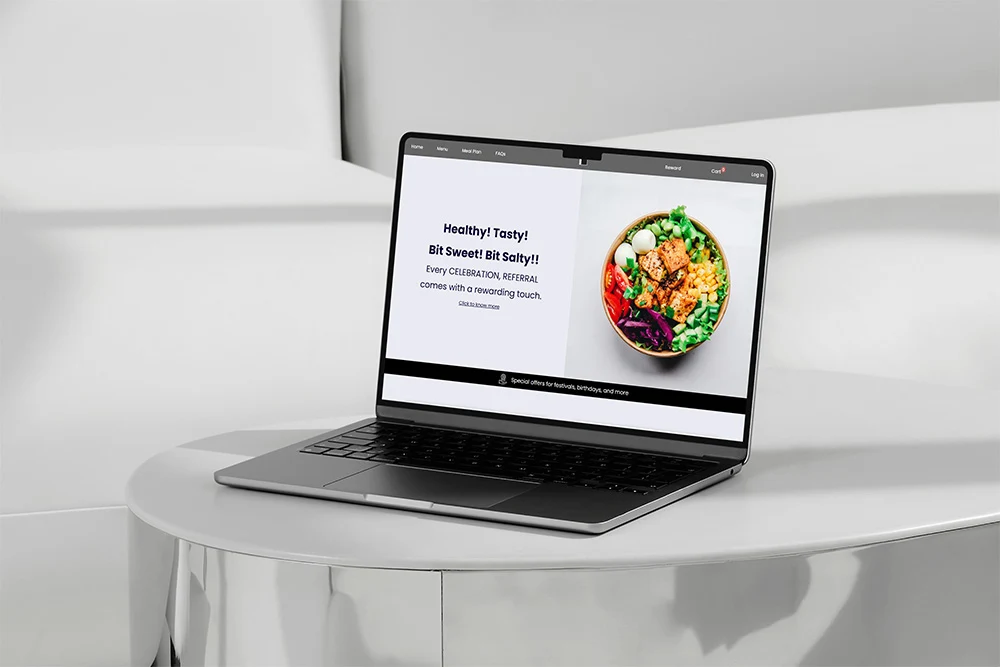 Home Menu Meal Plan FAQs Reward Cart Log In
Healthy! Tasty!
Bit Sweet! Bit Salty!!
Every CELEBRATION, REFERRAL
comes with a rewarding touch.
Click to know more
Special offers for festivals, birthdays, and more